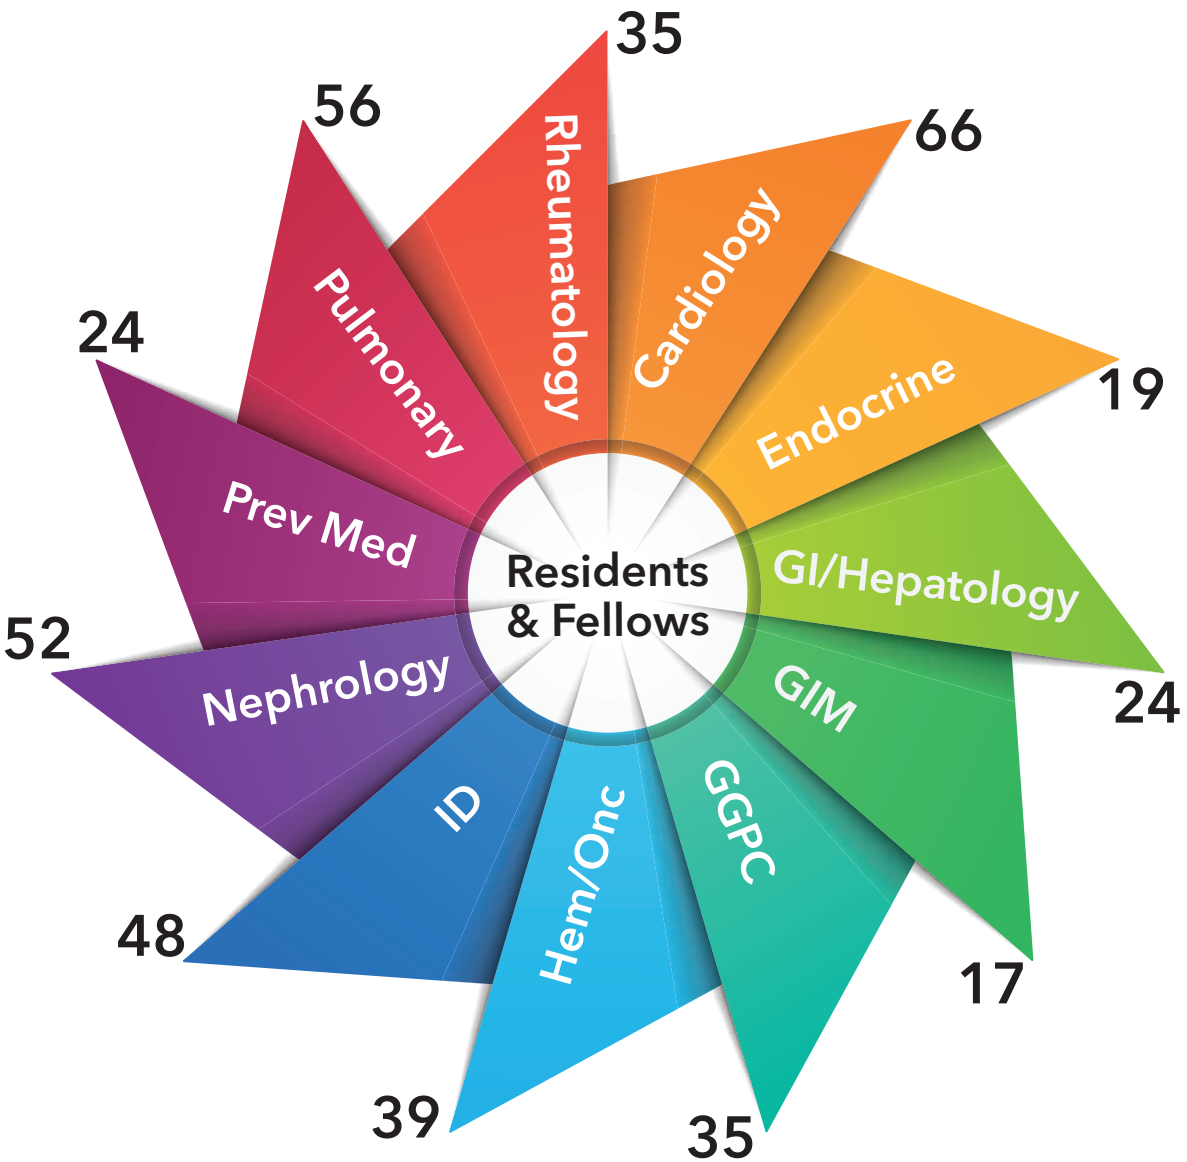 35
Rheumatology
66
Cardiology
19
Endocrine
24
GI/Hepatology
17
GIM
35
GGPC
39
Hem/Onc
48
ID
52
Nephrology
24
Prev Med
56
Pulmonary
Residents
& Fellows